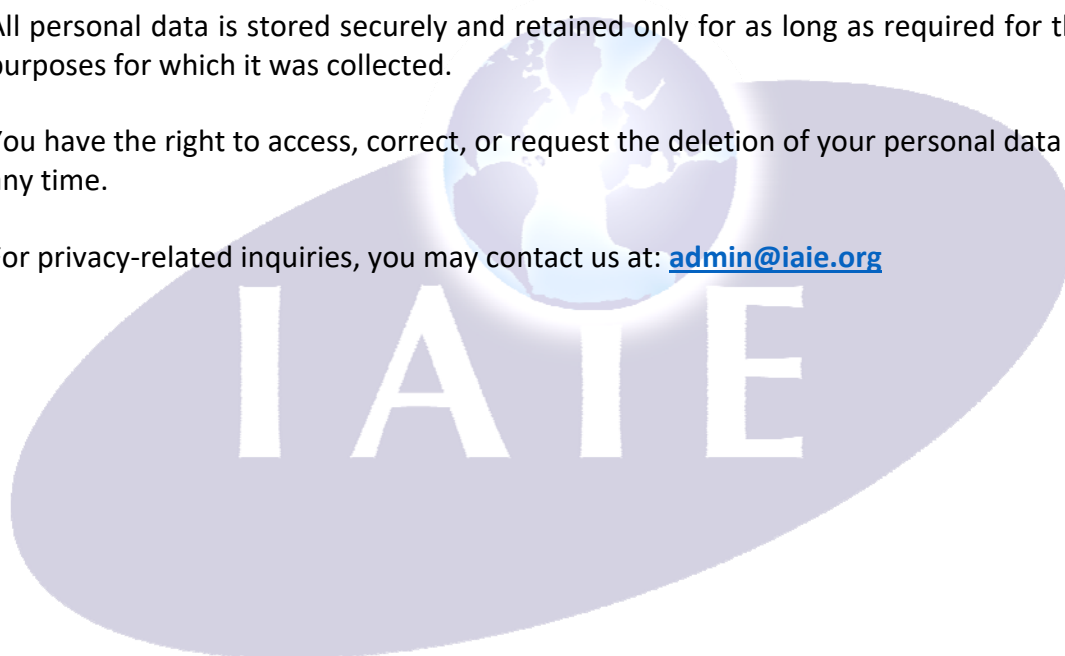 All personal data is stored securely and retained only for as long as required for th
purposes for which it was collected.
You have the right to access, correct, or request the deletion of your personal data
any time.
For privacy-related inquiries, you may contact us at: admin@iaie.org
IAIE